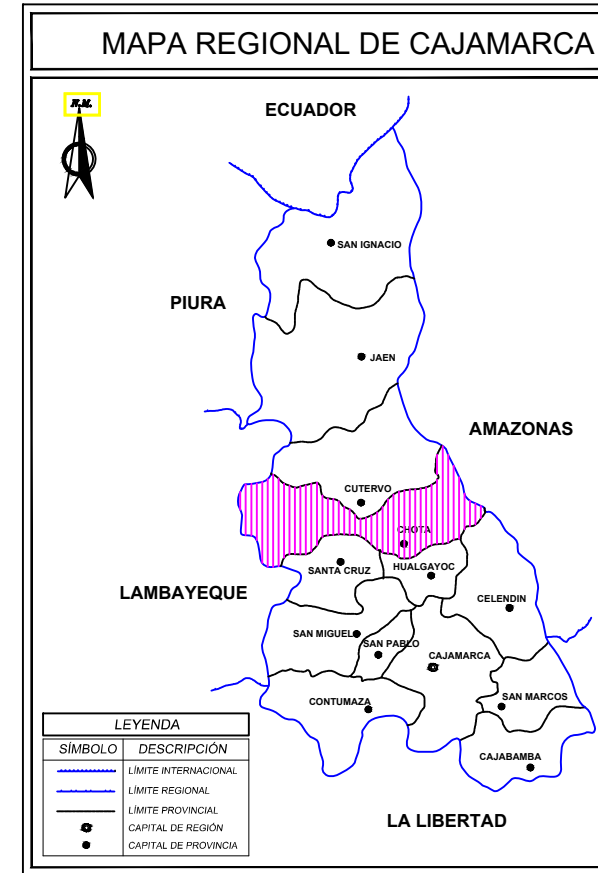 MAPA REGIONAL DE CAJAMARCA
N.M.
ECUADOR
SAN IGNACIO
PIURA
JAEN
AMAZONAS
CUTERVO
CHOTA
SANTA CRUZ
HUALGAYOC
LAMBAYEQUE
CELENDIN
SAN MIGUEL
SAN PABLO
CAJAMARCA
CONTUMAZA
SAN MARCOS
CAJABAMBA
LA LIBERTAD
LEYENDA
SÍMBOLO DESCRIPCIÓN
LÍMITE INTERNACIONAL
LÍMITE REGIONAL
LÍMITE PROVINCIAL
CAPITAL DE REGIÓN
CAPITAL DE PROVINCIA